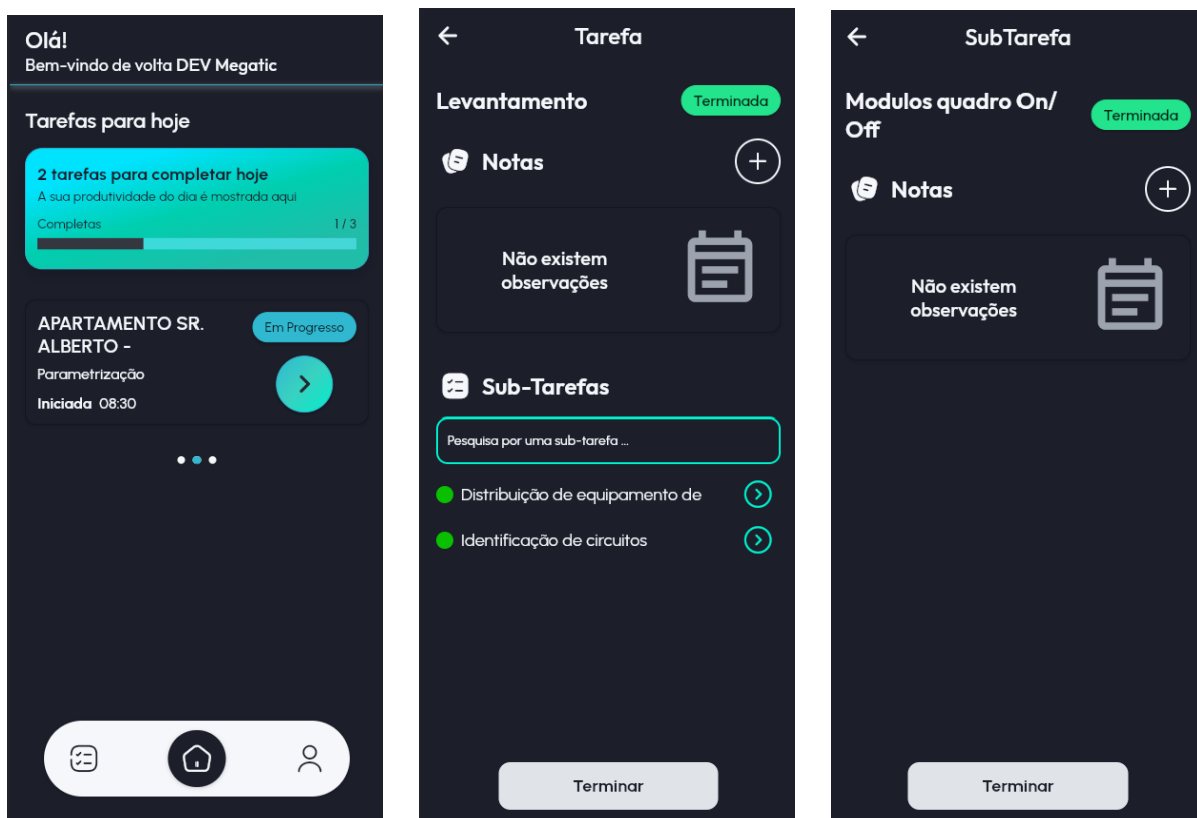 Olá!
Bem-vindo de volta DEV Megatic
Tarefas para hoje
2 tarefas para completar hoje
A sua produtividade do dia é mostrada aqui
Completas 1 / 3
APARTAMENTO SR.
ALBERTO -
Em Progresso
Parametrização
Iniciada 08:30
Tarefa
Levantamento
Terminada
Notas
Não existem
observações
Sub-Tarefas
Pesquisa por uma sub-tarefa ...
Distribuição de equipamento de
Identificação de circuitos
Terminar
SubTarefa
Modulos quadro On/
Off
Terminada
Notas
Não existem
observações
Terminar